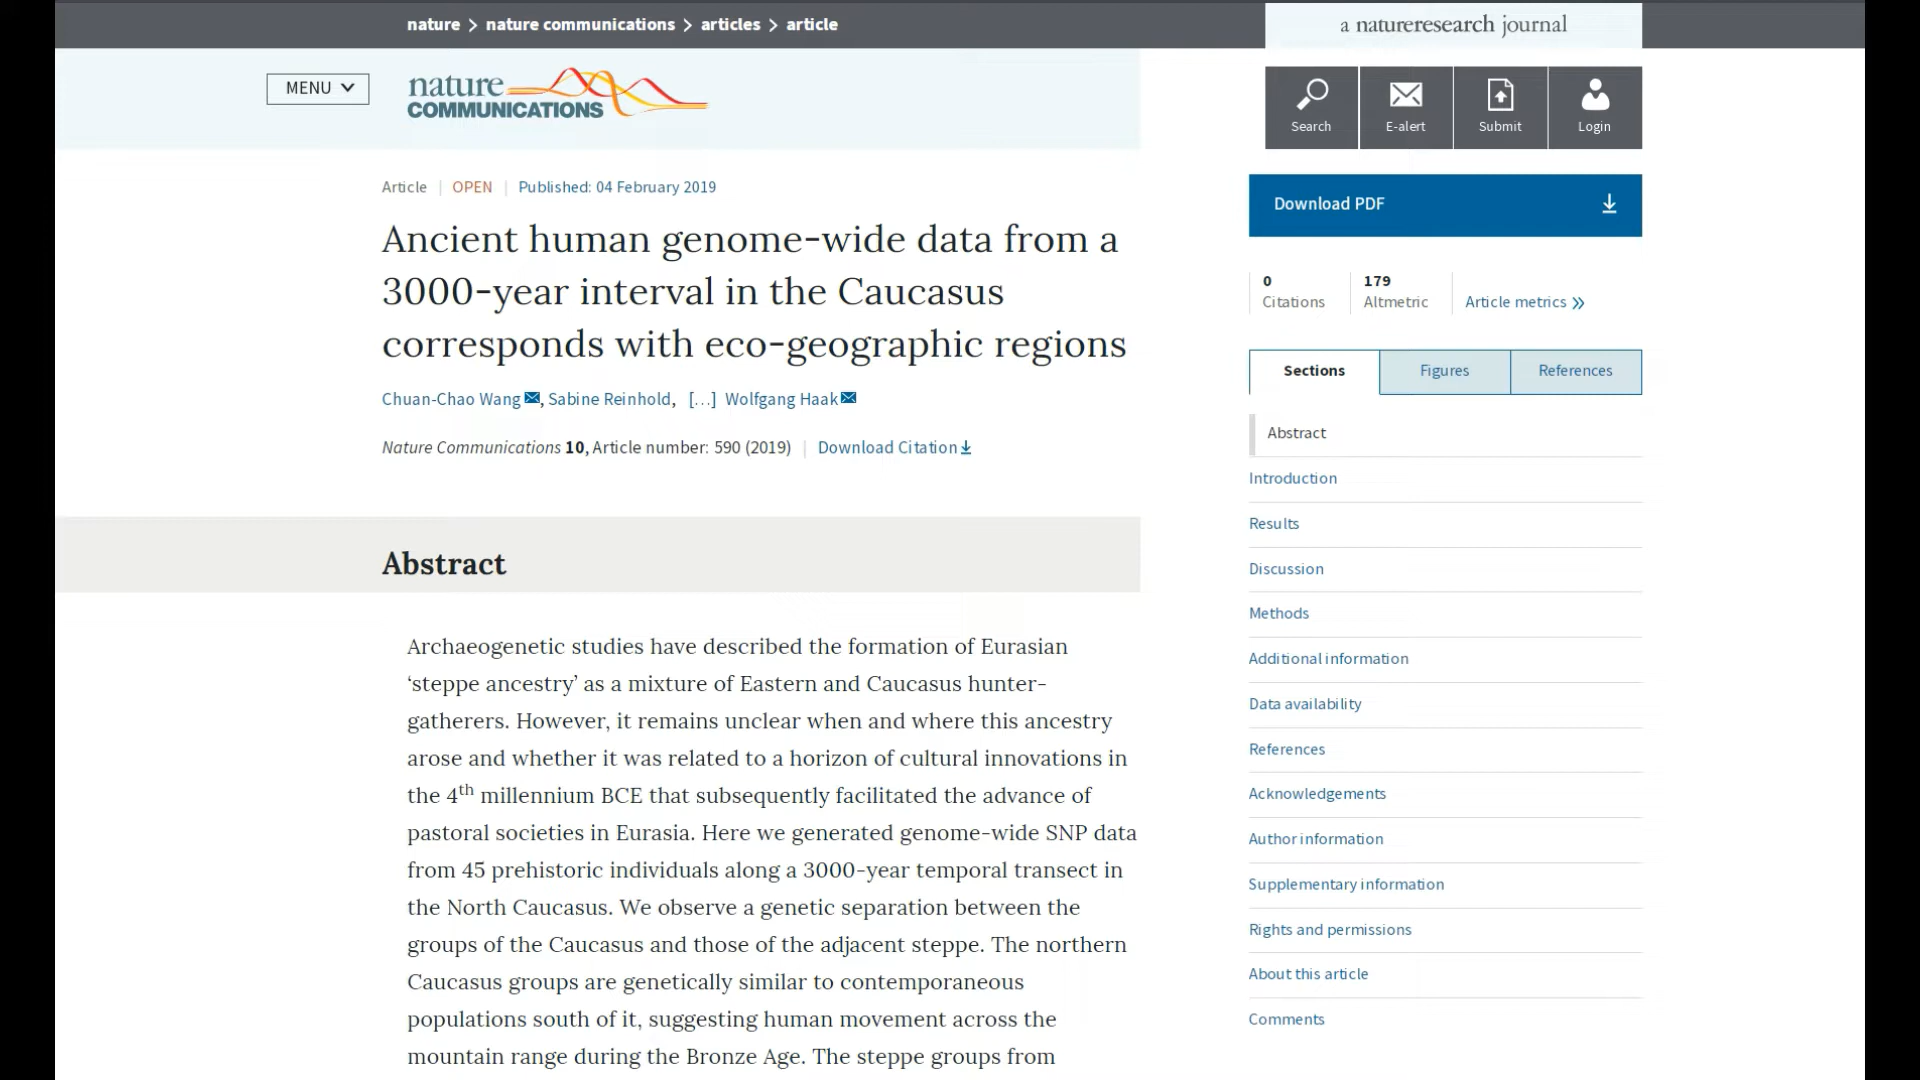 nature > nature communications > articles > article
a natureresearch journal
MENU
nature
COMMUNICATIONS
Search
E-alert
Submit
Login
Article | OPEN | Published: 04 February 2019
Ancient human genome-wide data from a
3000-year interval in the Caucasus
corresponds with eco-geographic regions
Chuan-Chao Wang, Sabine Reinhold, […] Wolfgang Haak
Nature Communications 10, Article number: 590 (2019) | Download Citation
Abstract
Archaeogenetic studies have described the formation of Eurasian
‘steppe ancestry’ as a mixture of Eastern and Caucasus hunter-
gatherers. However, it remains unclear when and where this ancestry
arose and whether it was related to a horizon of cultural innovations in
the 4th millennium BCE that subsequently facilitated the advance of
pastoral societies in Eurasia. Here we generated genome-wide SNP data
from 45 prehistoric individuals along a 3000-year temporal transect in
the North Caucasus. We observe a genetic separation between the
groups of the Caucasus and those of the adjacent steppe. The northern
Caucasus groups are genetically similar to contemporaneous
populations south of it, suggesting human movement across the
mountain range during the Bronze Age. The steppe groups from
Download PDF
0
Citations
179
Altmetric
Article metrics »
Sections
Figures
References
Abstract
Introduction
Results
Discussion
Methods
Additional information
Data availability
References
Acknowledgements
Author information
Supplementary information
Rights and permissions
About this article
Comments